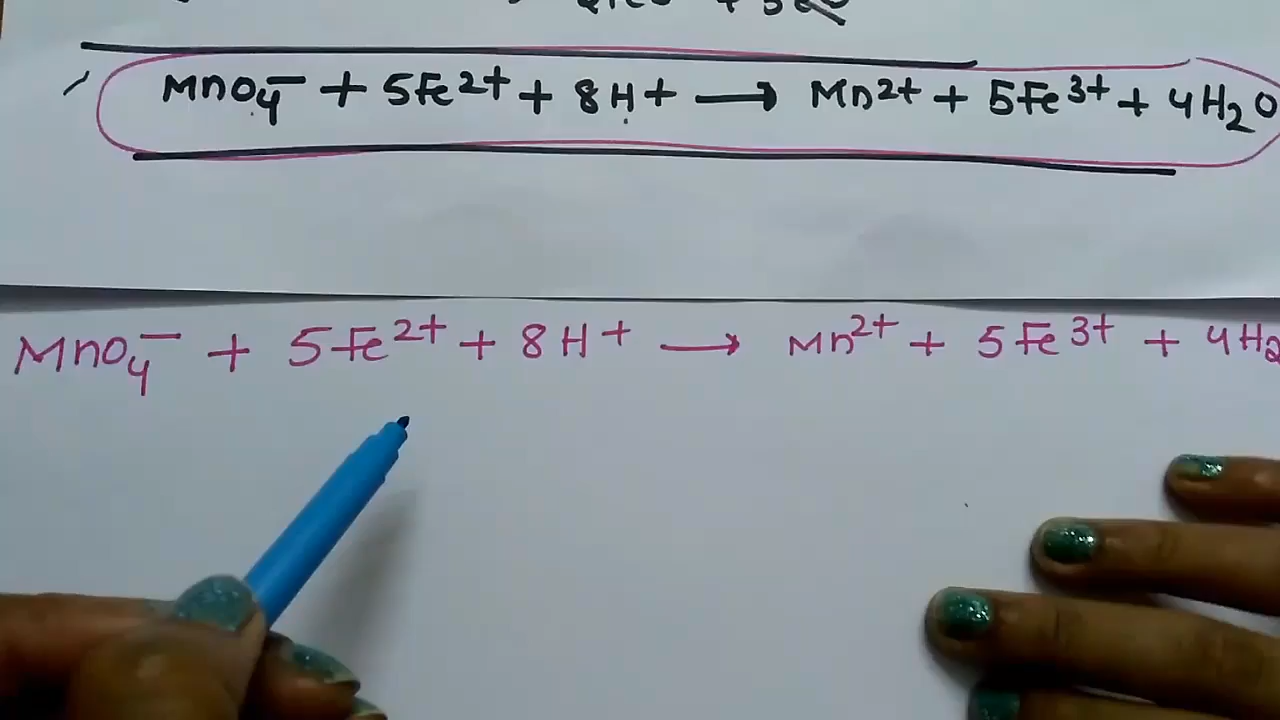 MnO₄⁻ + 5Fe²⁺ + 8H⁺ ⟶ Mn²⁺ + 5Fe³⁺ + 4H₂O
MnO₄⁻ + 5Fe²⁺ + 8H⁺ ⟶ Mn²⁺ + 5Fe³⁺ + 4H₂